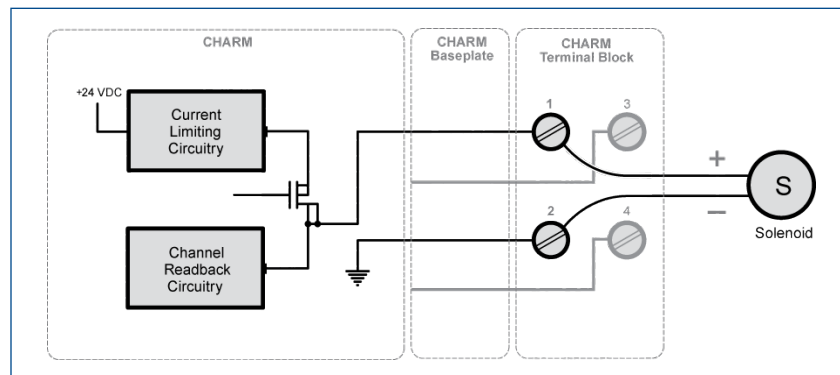 CHARM
CHARM
Baseplate
CHARM
Terminal Block
+24 VDC
Current
Limiting
Circuitry
1
3
+
S
2
4
–
Solenoid
Channel
Readback
Circuitry